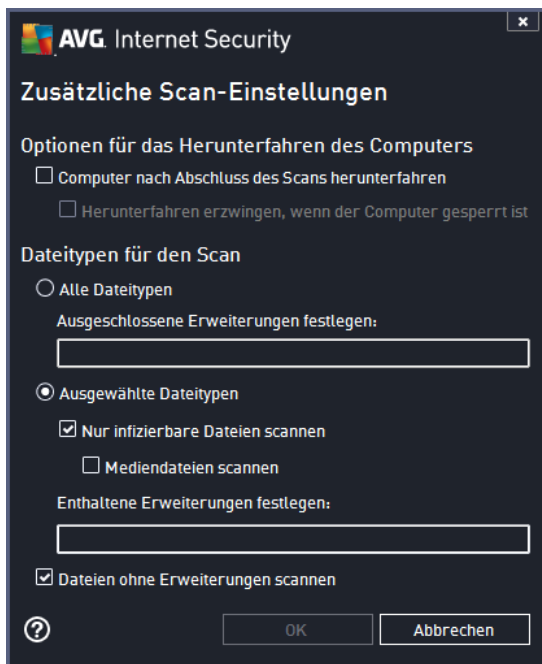 AVG. Internet Security
Zusätzliche Scan-Einstellungen
Optionen für das Herunterfahren des Computers
Computer nach Abschluss des Scans herunterfahren
Herunterfahren erzwingen, wenn der Computer gesperrt ist
Dateitypen für den Scan
Alle Dateitypen
Ausgeschlossene Erweiterungen festlegen:
Ausgewählte Dateitypen
Nur infizierbare Dateien scannen
Mediendateien scannen
Enthaltene Erweiterungen festlegen:
Dateien ohne Erweiterungen scannen
OK
Abbrechen